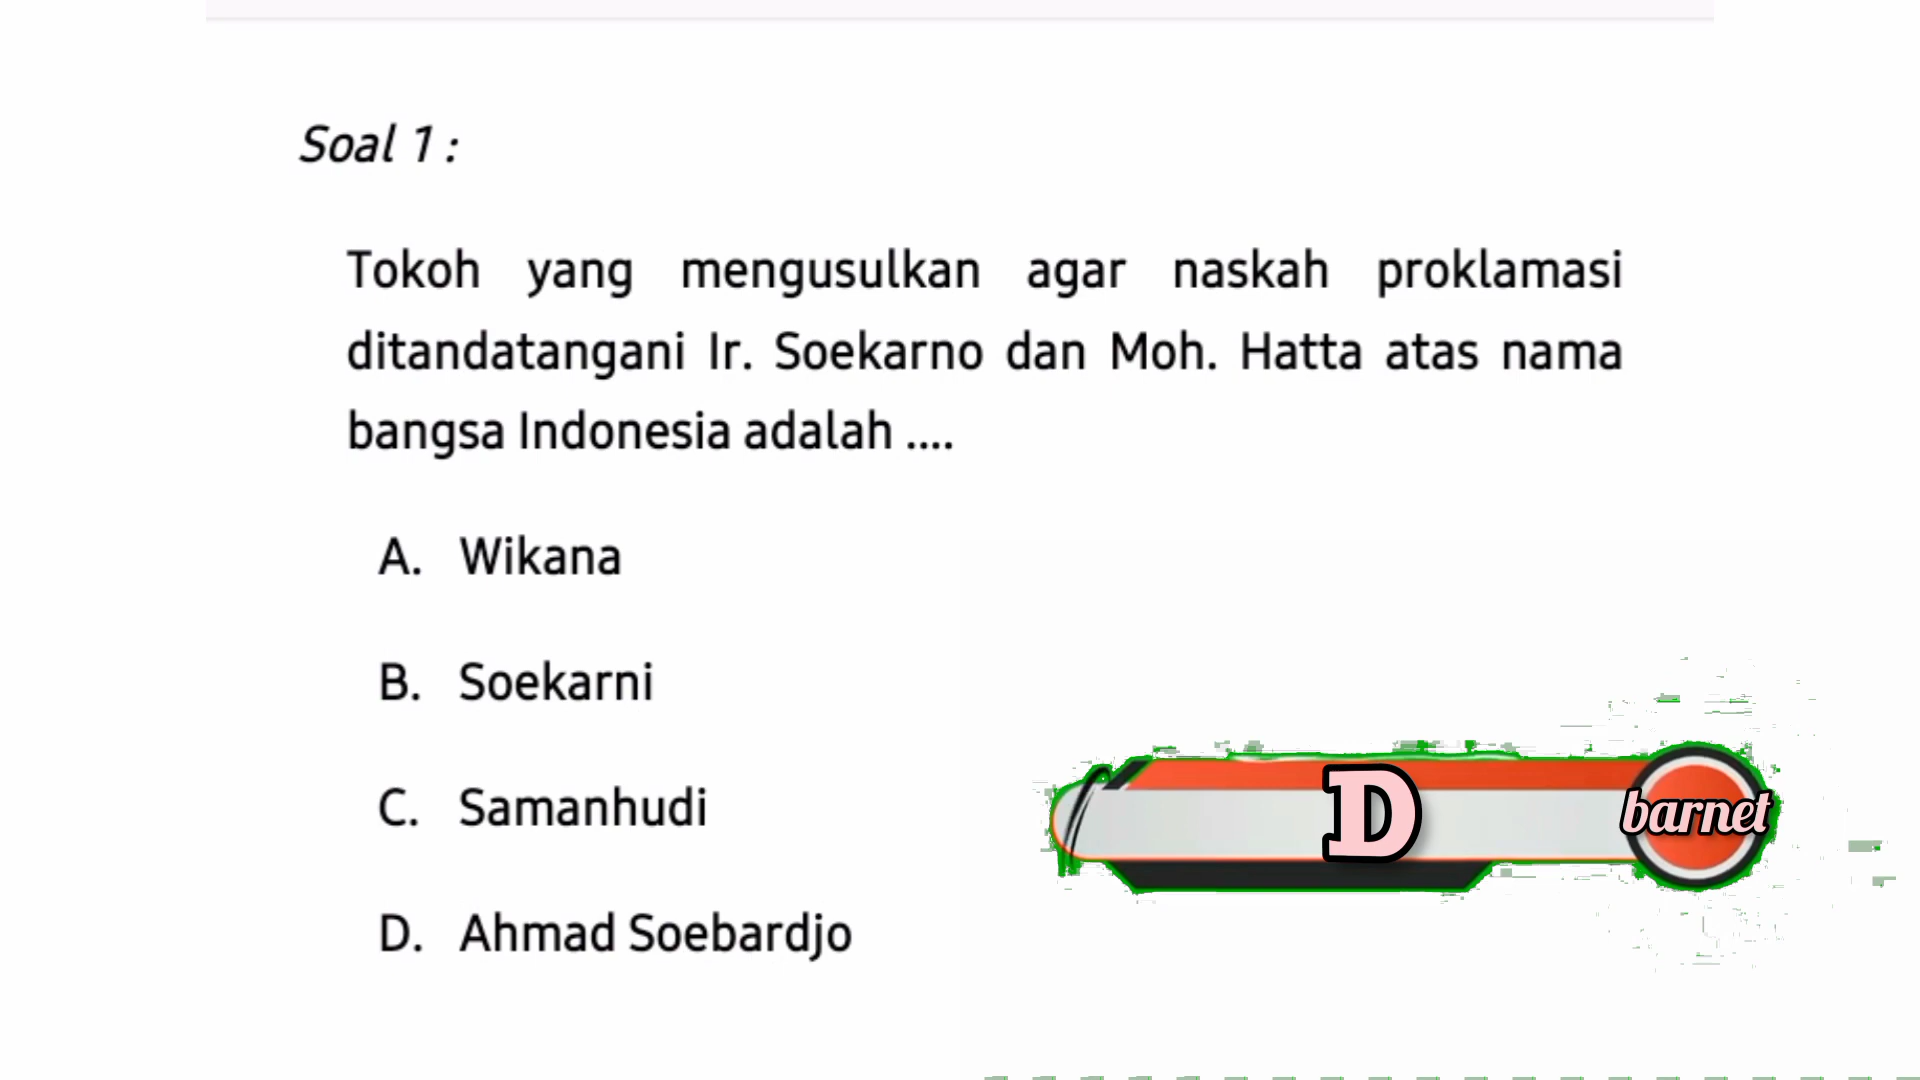 Soal 1 :
Tokoh yang mengusulkan agar naskah proklamasi
ditandatangani Ir. Soekarno dan Moh. Hatta atas nama
bangsa Indonesia adalah ....
A. Wikana
B. Soekarni
C. Samanhudi
D. Ahmad Soebardjo
D
barnet